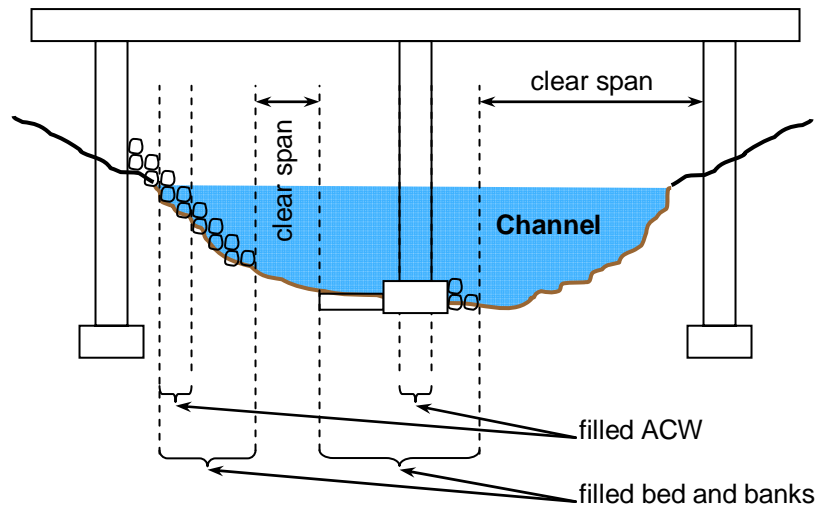 clear span
clear span
Channel
filled ACW
filled bed and banks